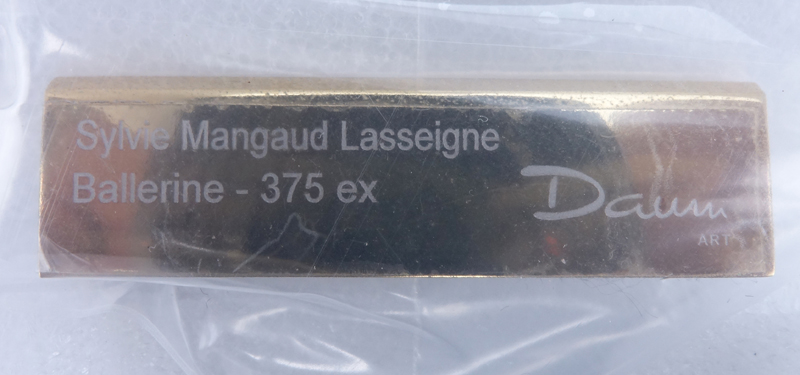 Sylvie Mangaud Lasseigne
Ballerine - 375 ex
Daum
ART